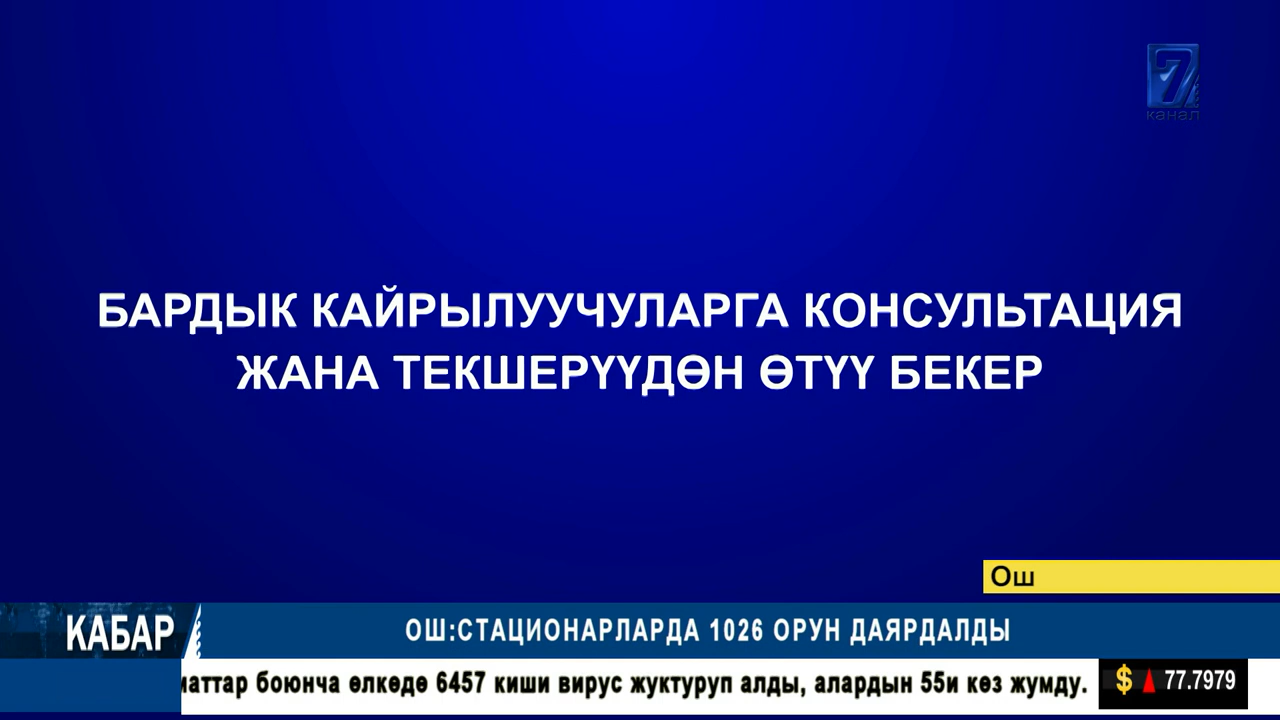 7
канал
БАРДЫК КАЙРЫЛУУЧУЛАРГА КОНСУЛЬТАЦИЯ
ЖАНА ТЕКШЕРҮҮДӨН ӨТҮҮ БЕКЕР
Ош
КАБАР
ОШ:СТАЦИОНАРЛАРДА 1026 ОРУН ДАЯРДАЛДЫ
боюнча өлкөдө 6457 киши вирус жуктуруп алды, алардын 55и көз жумду.
$ ▲ 77.7979